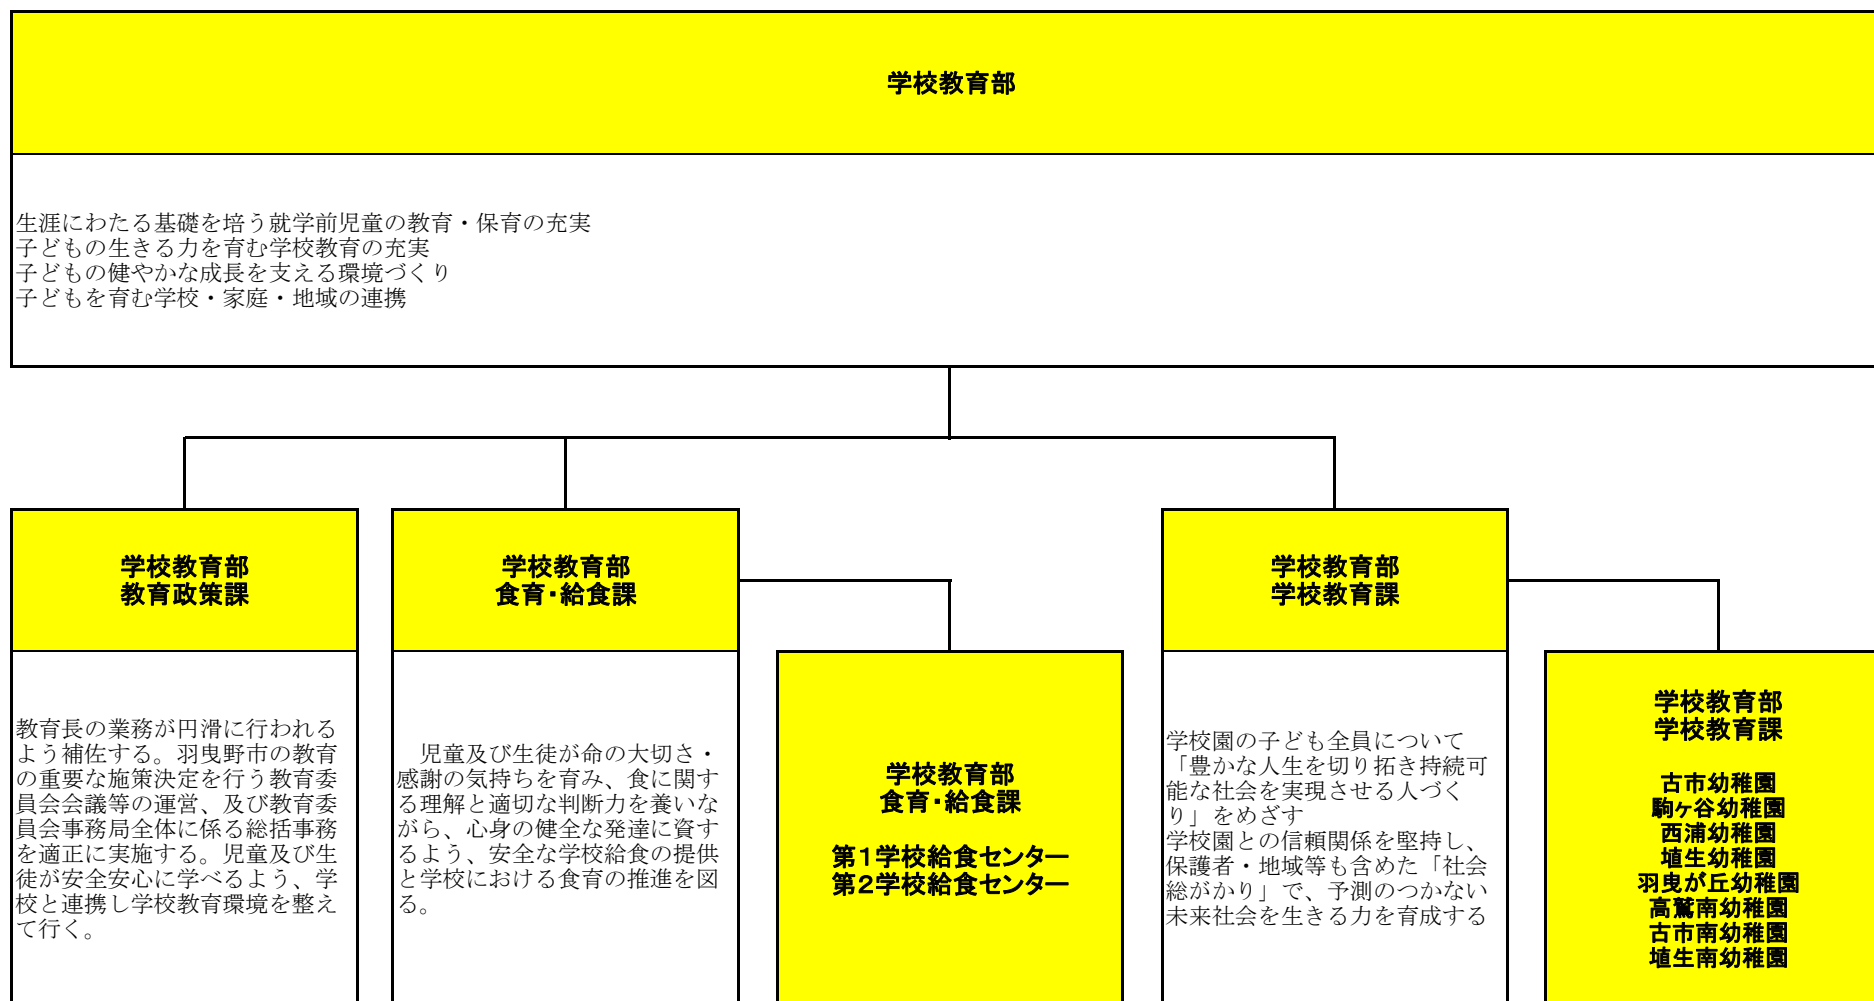 学校教育部
生涯にわたる基礎を培う就学前児童の教育・保育の充実
子どもの生きる力を育む学校教育の充実
子どもの健やかな成長を支える環境づくり
子どもを育む学校・家庭・地域の連携
学校教育部
教育政策課
教育長の業務が円滑に行われる
よう補佐する。羽曳野市の教育
の重要な施策決定を行う教育委
員会会議等の運営、及び教育委
員会事務局全体に係る総括事務
を適正に実施する。児童及び生
徒が安全安心に学べるよう、学
校と連携し学校教育環境を整え
て行く。
学校教育部
食育・給食課
　児童及び生徒が命の大切さ・
感謝の気持ちを育み、食に関す
る理解と適切な判断力を養いな
がら、心身の健全な発達に資す
るよう、安全な学校給食の提供
と学校における食育の推進を図
る。
学校教育部
食育・給食課
第１学校給食センター
第２学校給食センター
学校教育部
学校教育課
学校園の子ども全員について
「豊かな人生を切り拓き持続可
能な社会を実現させる人づく
り」をめざす
学校園との信頼関係を堅持し、
保護者・地域等も含めた「社会
総がかり」で、予測のつかない
未来社会を生きる力を育成する
学校教育部
学校教育課
古市幼稚園
駒ヶ谷幼稚園
西浦幼稚園
埴生幼稚園
羽曳が丘幼稚園
高鷲南幼稚園
古市南幼稚園
埴生南幼稚園